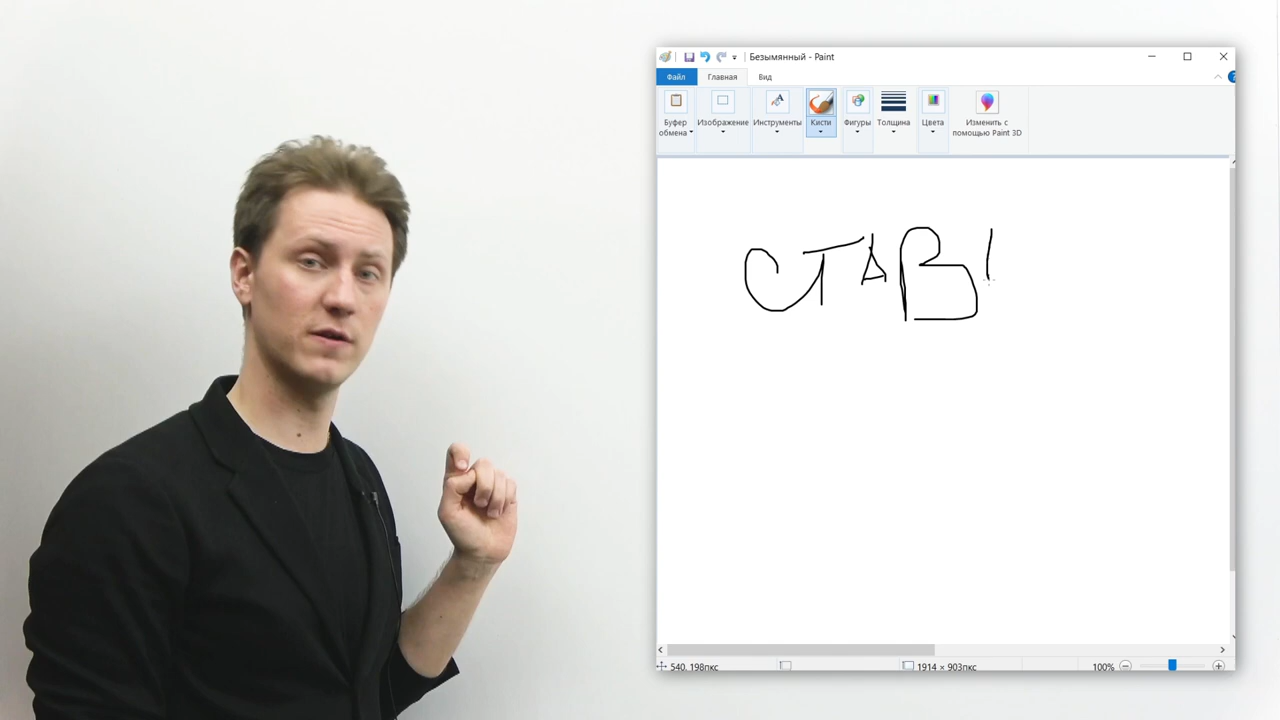 Безымянный - Paint
Файл Главная Вид
Буфер обмена Изображение Инструменты Кисти Фигуры Толщина Цвета Изменить с помощью Paint 3D
СТАВ
540, 198пкс 1914 × 903пкс 100%